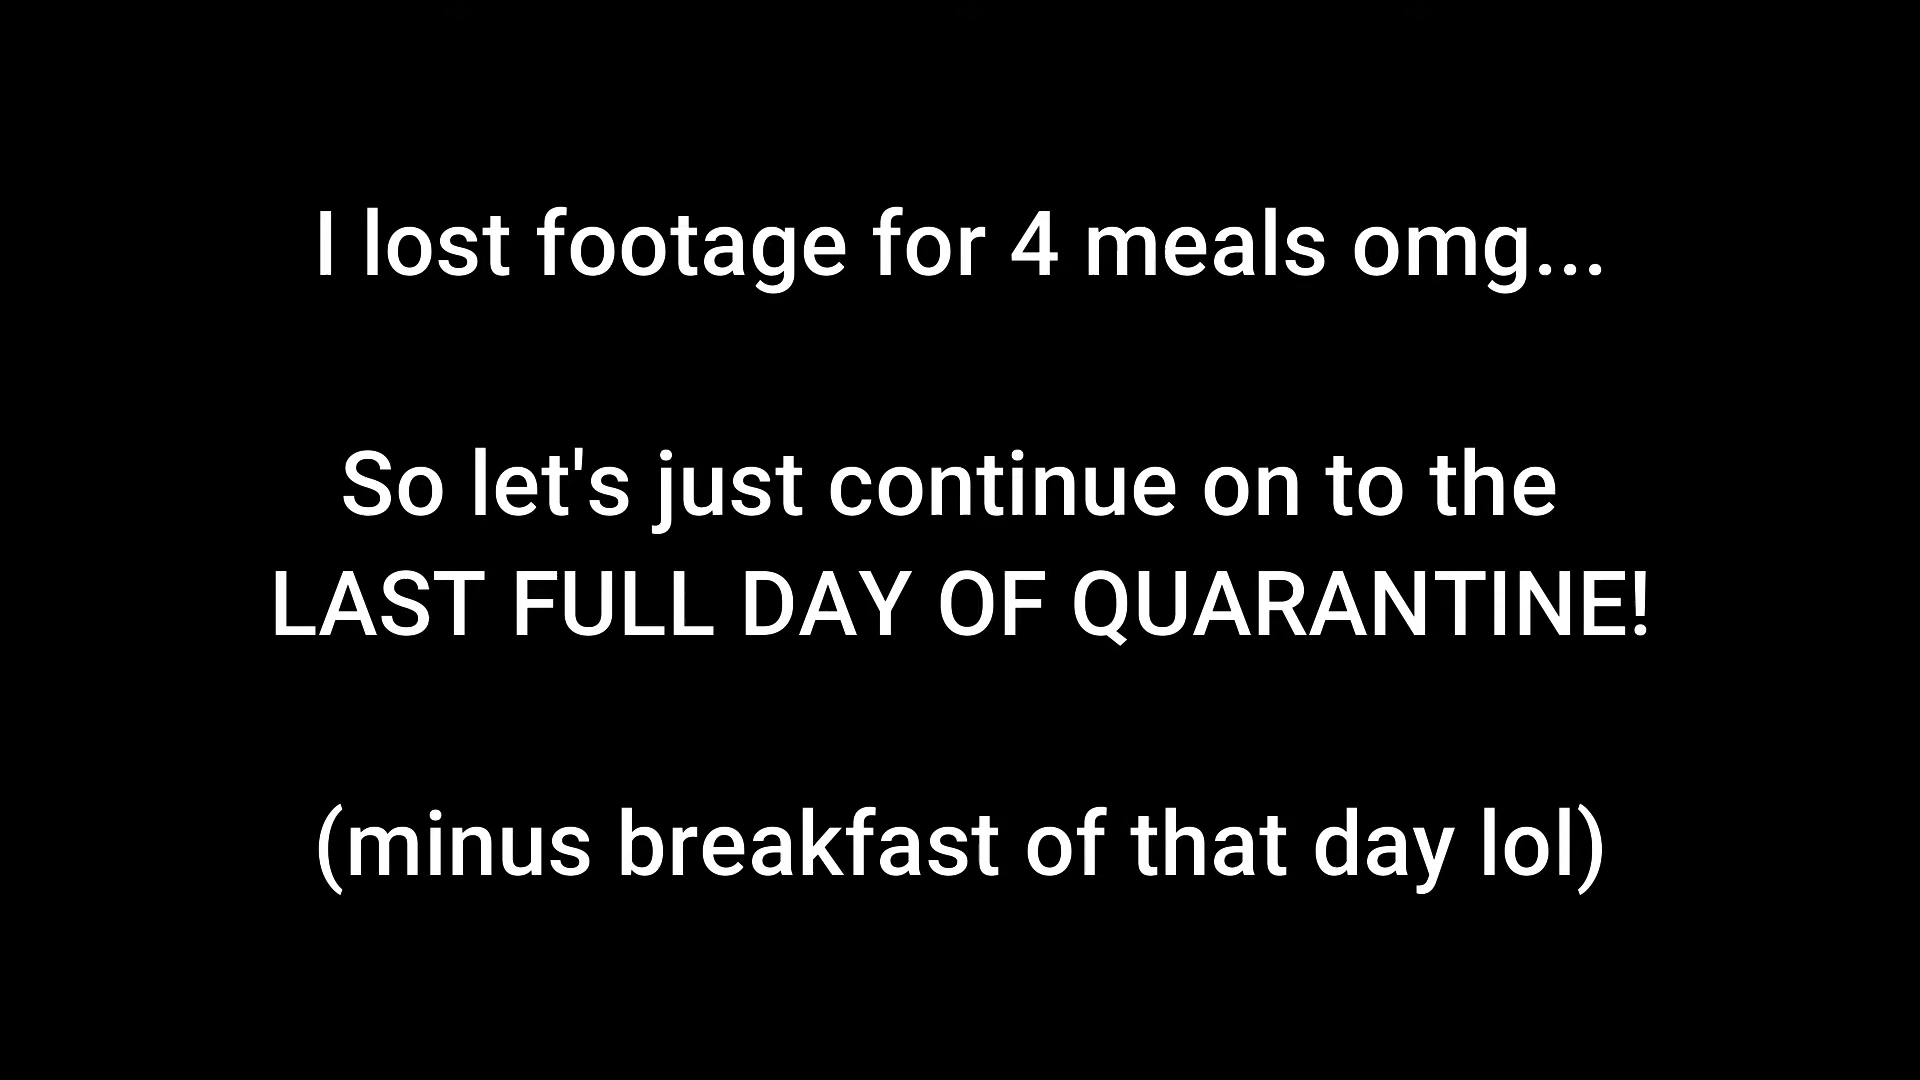 I lost footage for 4 meals omg...
So let's just continue on to the
LAST FULL DAY OF QUARANTINE!
(minus breakfast of that day lol)